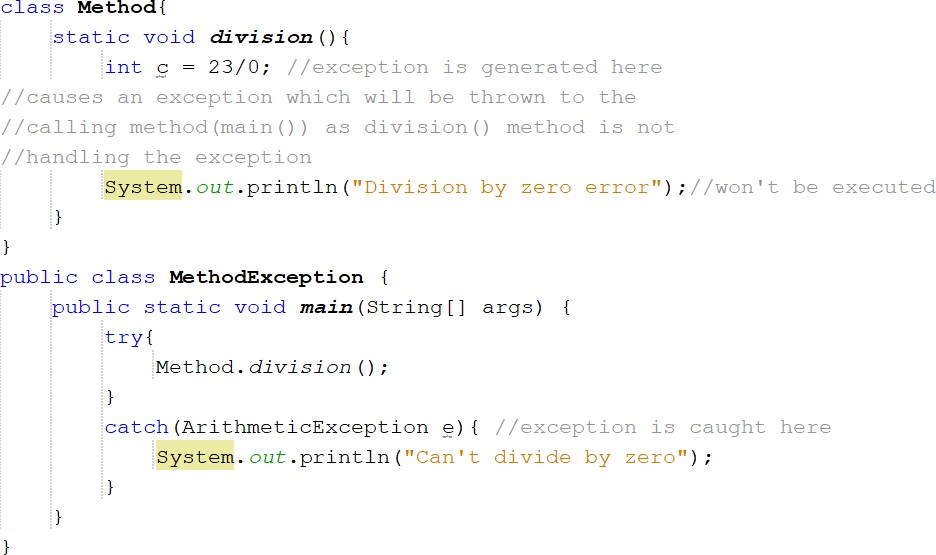 class Method{
    static void division(){
        int c = 23/0; //exception is generated here
//causes an exception which will be thrown to the
//calling method(main()) as division() method is not
//handling the exception
        System.out.println("Division by zero error");//won't be executed
    }
}
public class MethodException {
    public static void main(String[] args) {
        try{
            Method.division();
        }
        catch(ArithmeticException e){ //exception is caught here
            System.out.println("Can't divide by zero");
        }
    }
}